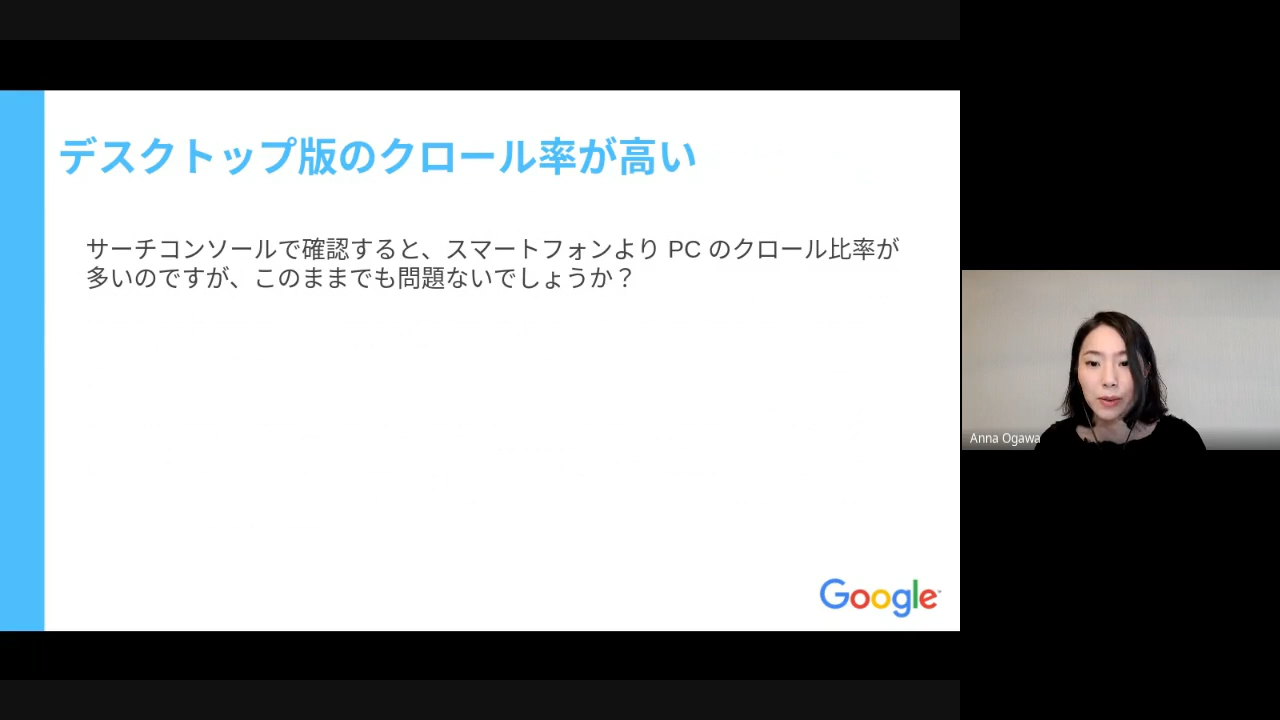 デスクトップ版のクロール率が高い
サーチコンソールで確認すると、スマートフォンより PC のクロール比率が
多いのですが、このままでも問題ないでしょうか？
Google
Anna Ogawa